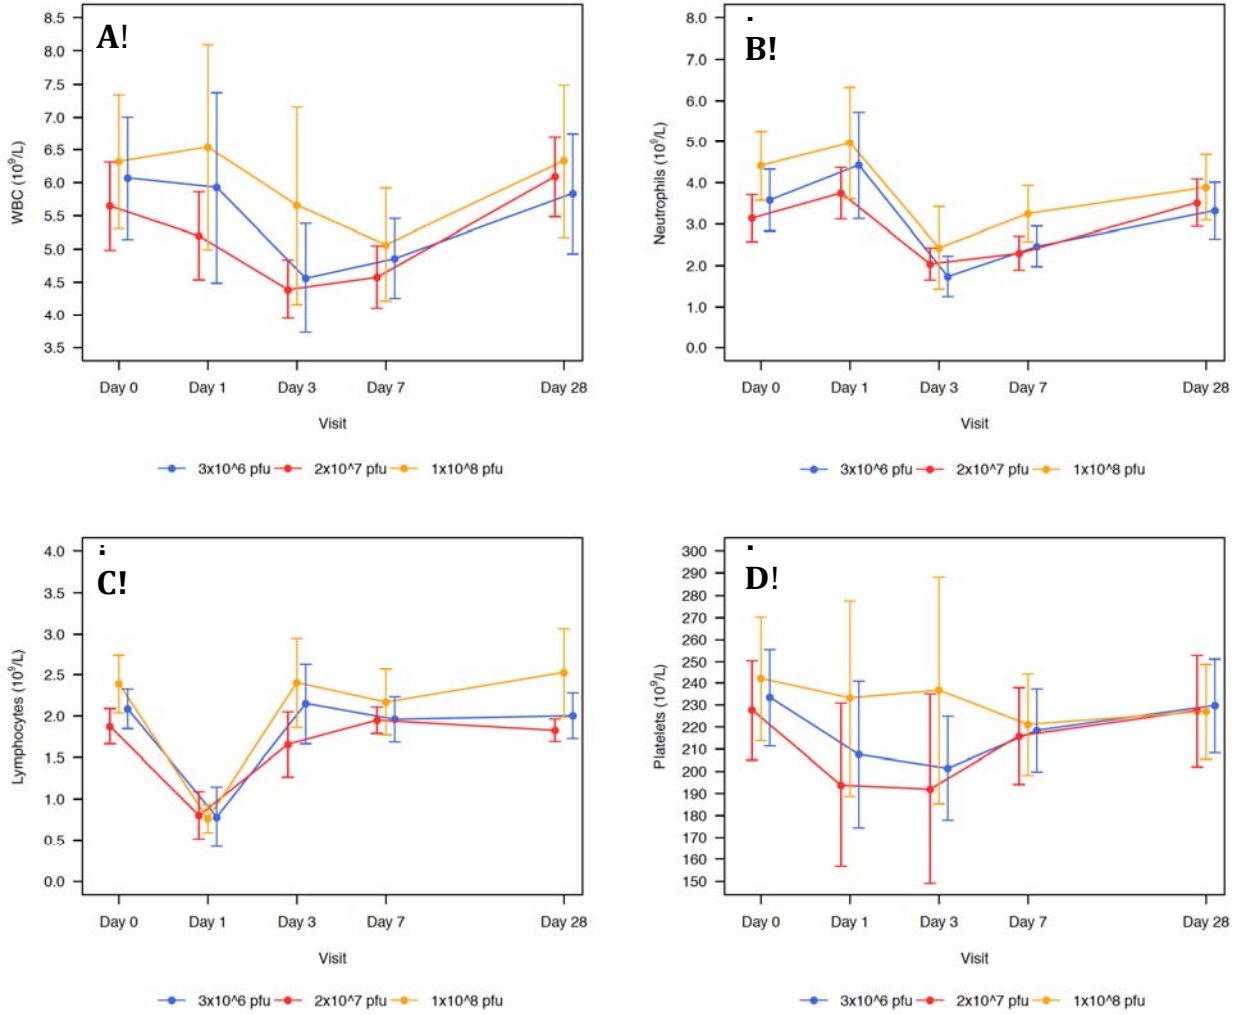 A!
WBC (10⁹/L)
8.5
8.0
7.5
7.0
6.5
6.0
5.5
5.0
4.5
4.0
3.5
Day 0 Day 1 Day 3 Day 7 Day 28
Visit
3x10^6 pfu 2x10^7 pfu 1x10^8 pfu
B!
Neutrophils (10⁹/L)
8.0
7.0
6.0
5.0
4.0
3.0
2.0
1.0
0.0
Day 0 Day 1 Day 3 Day 7 Day 28
Visit
3x10^6 pfu 2x10^7 pfu 1x10^8 pfu
C!
Lymphocytes (10⁹/L)
4.0
3.5
3.0
2.5
2.0
1.5
1.0
0.5
0.0
Day 0 Day 1 Day 3 Day 7 Day 28
Visit
3x10^6 pfu 2x10^7 pfu 1x10^8 pfu
D!
Platelets (10⁹/L)
300
290
280
270
260
250
240
230
220
210
200
190
180
170
160
150
Day 0 Day 1 Day 3 Day 7 Day 28
Visit
3x10^6 pfu 2x10^7 pfu 1x10^8 pfu